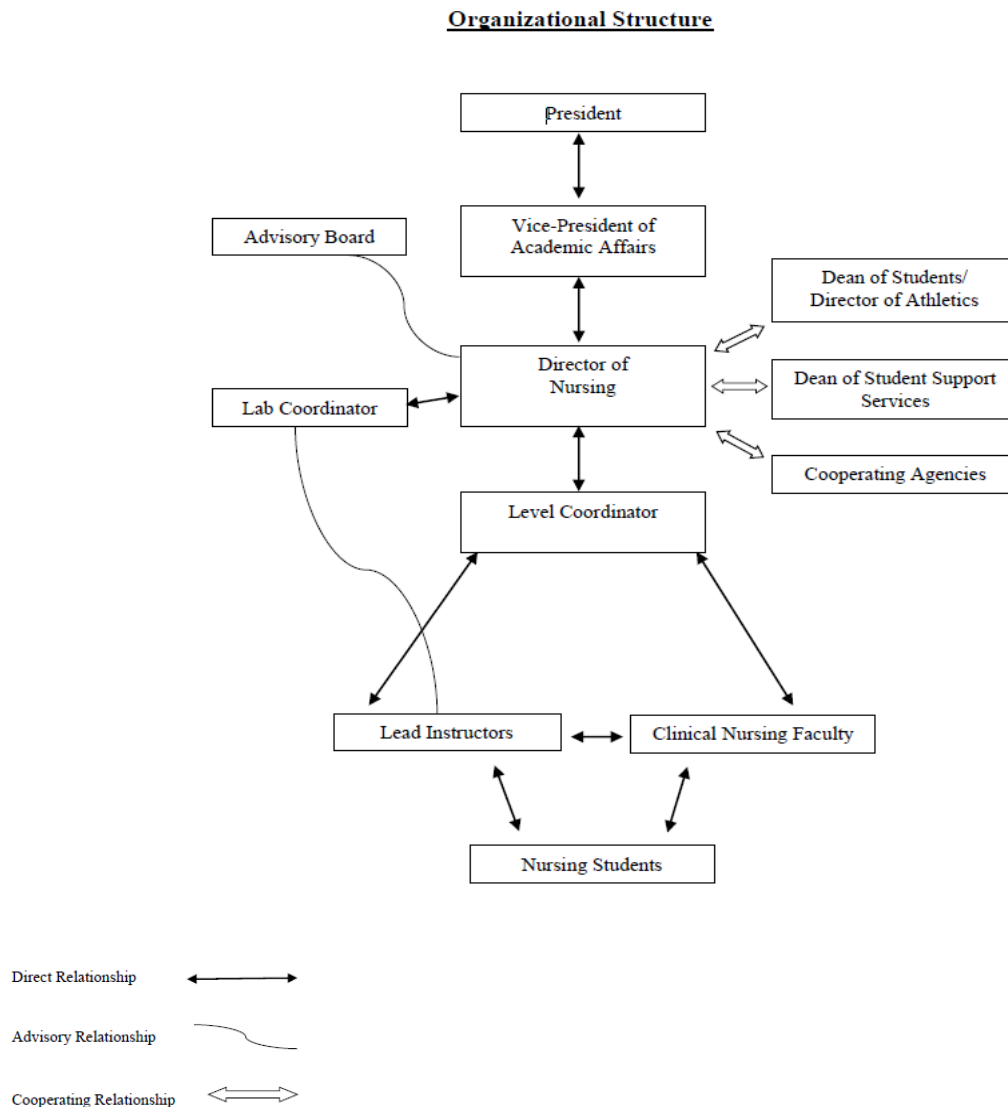 Organizational Structure
President
Vice-President of
Academic Affairs
Advisory Board
Dean of Students/
Director of Athletics
Director of
Nursing
Dean of Student Support
Services
Lab Coordinator
Cooperating Agencies
Level Coordinator
Lead Instructors
Clinical Nursing Faculty
Nursing Students
Direct Relationship
Advisory Relationship
Cooperating Relationship